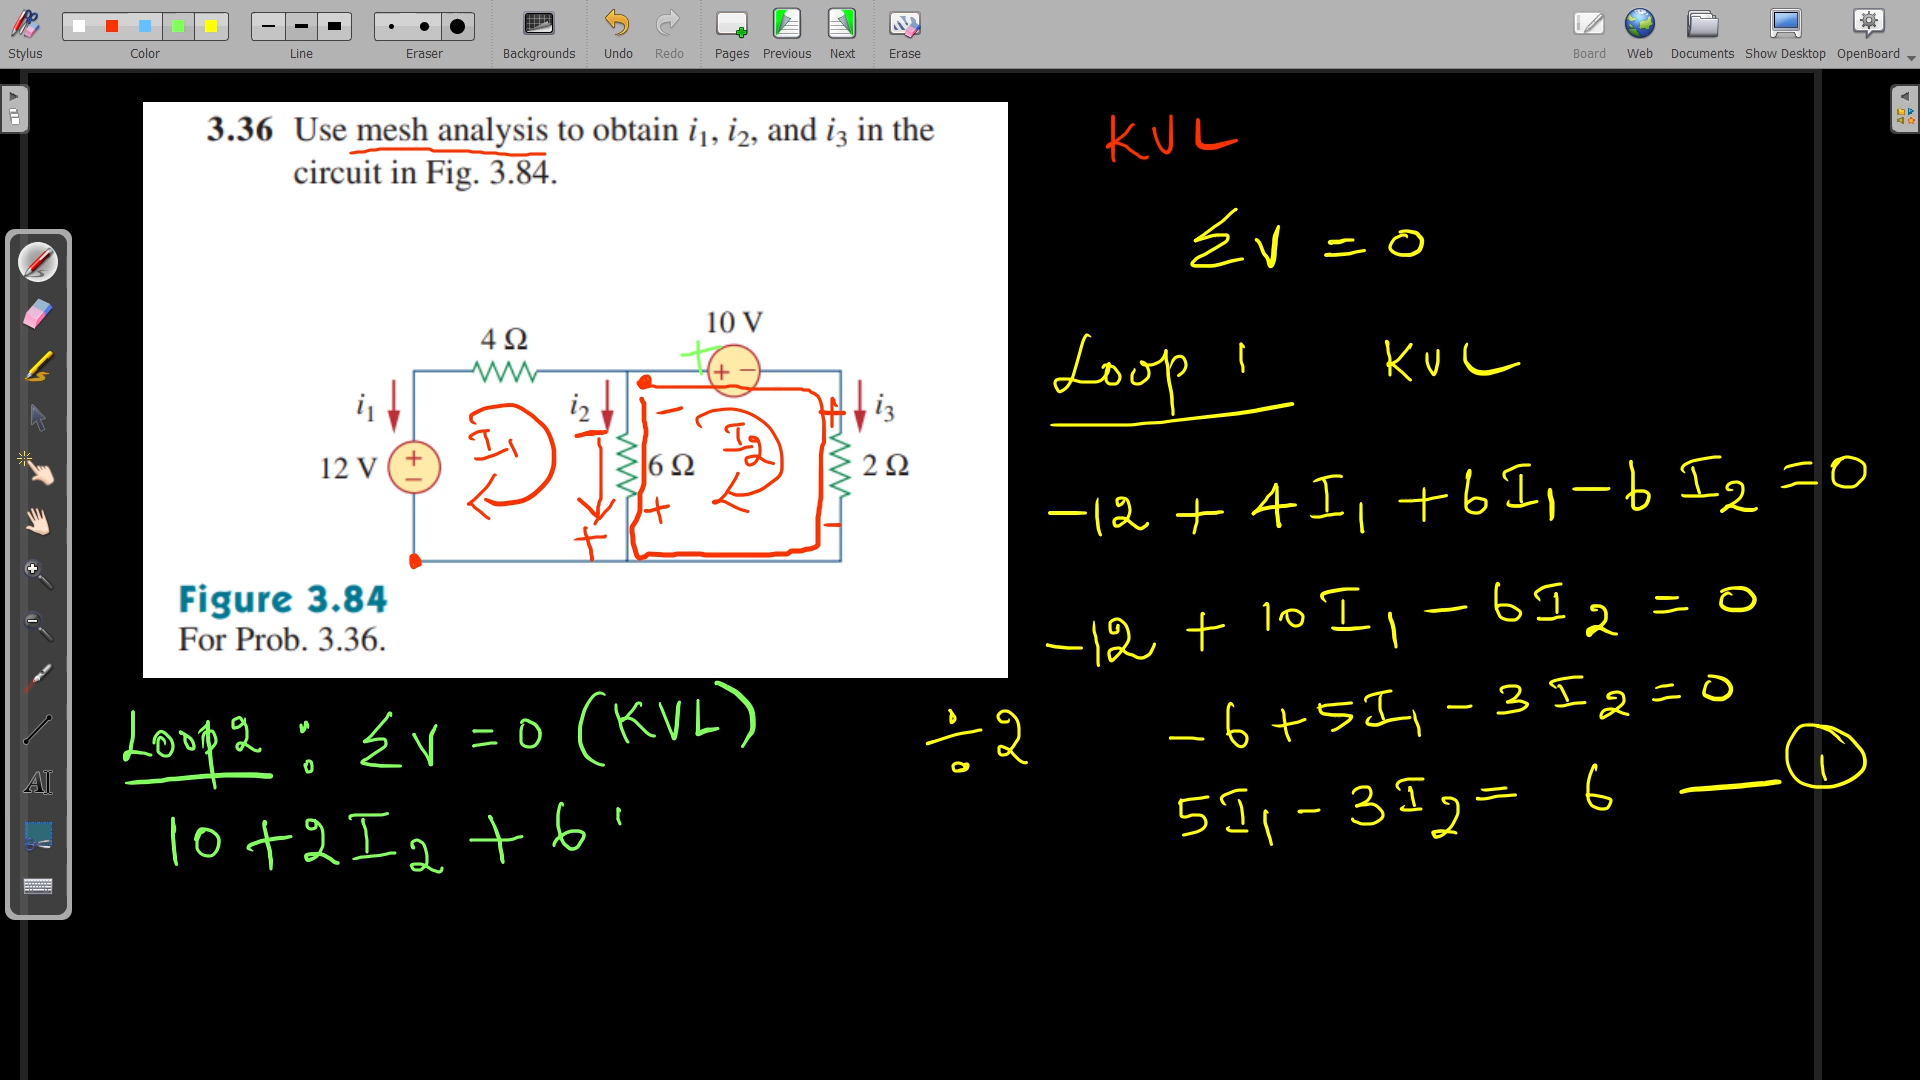 Stylus Color Line Eraser Backgrounds Undo Redo Pages Previous Next Erase Board Web Documents Show Desktop OpenBoard
3.36 Use mesh analysis to obtain i₁, i₂, and i₃ in the
circuit in Fig. 3.84.
10 V
4 Ω
+ + −
i₁ i₂ − + i₃
I₁ I₂
12 V + − 6 Ω 2 Ω
+ −
+
Figure 3.84
For Prob. 3.36.
KVL
Σv = 0
Loop 1 KVL
-12 + 4I₁ + 6I₁ - 6I₂ = 0
-12 + 10I₁ - 6I₂ = 0
÷2
-6 + 5I₁ - 3I₂ = 0
5I₁ - 3I₂ = 6 — 1
Loop2 : Σv = 0 (KVL)
10 + 2I₂ + 6
AI